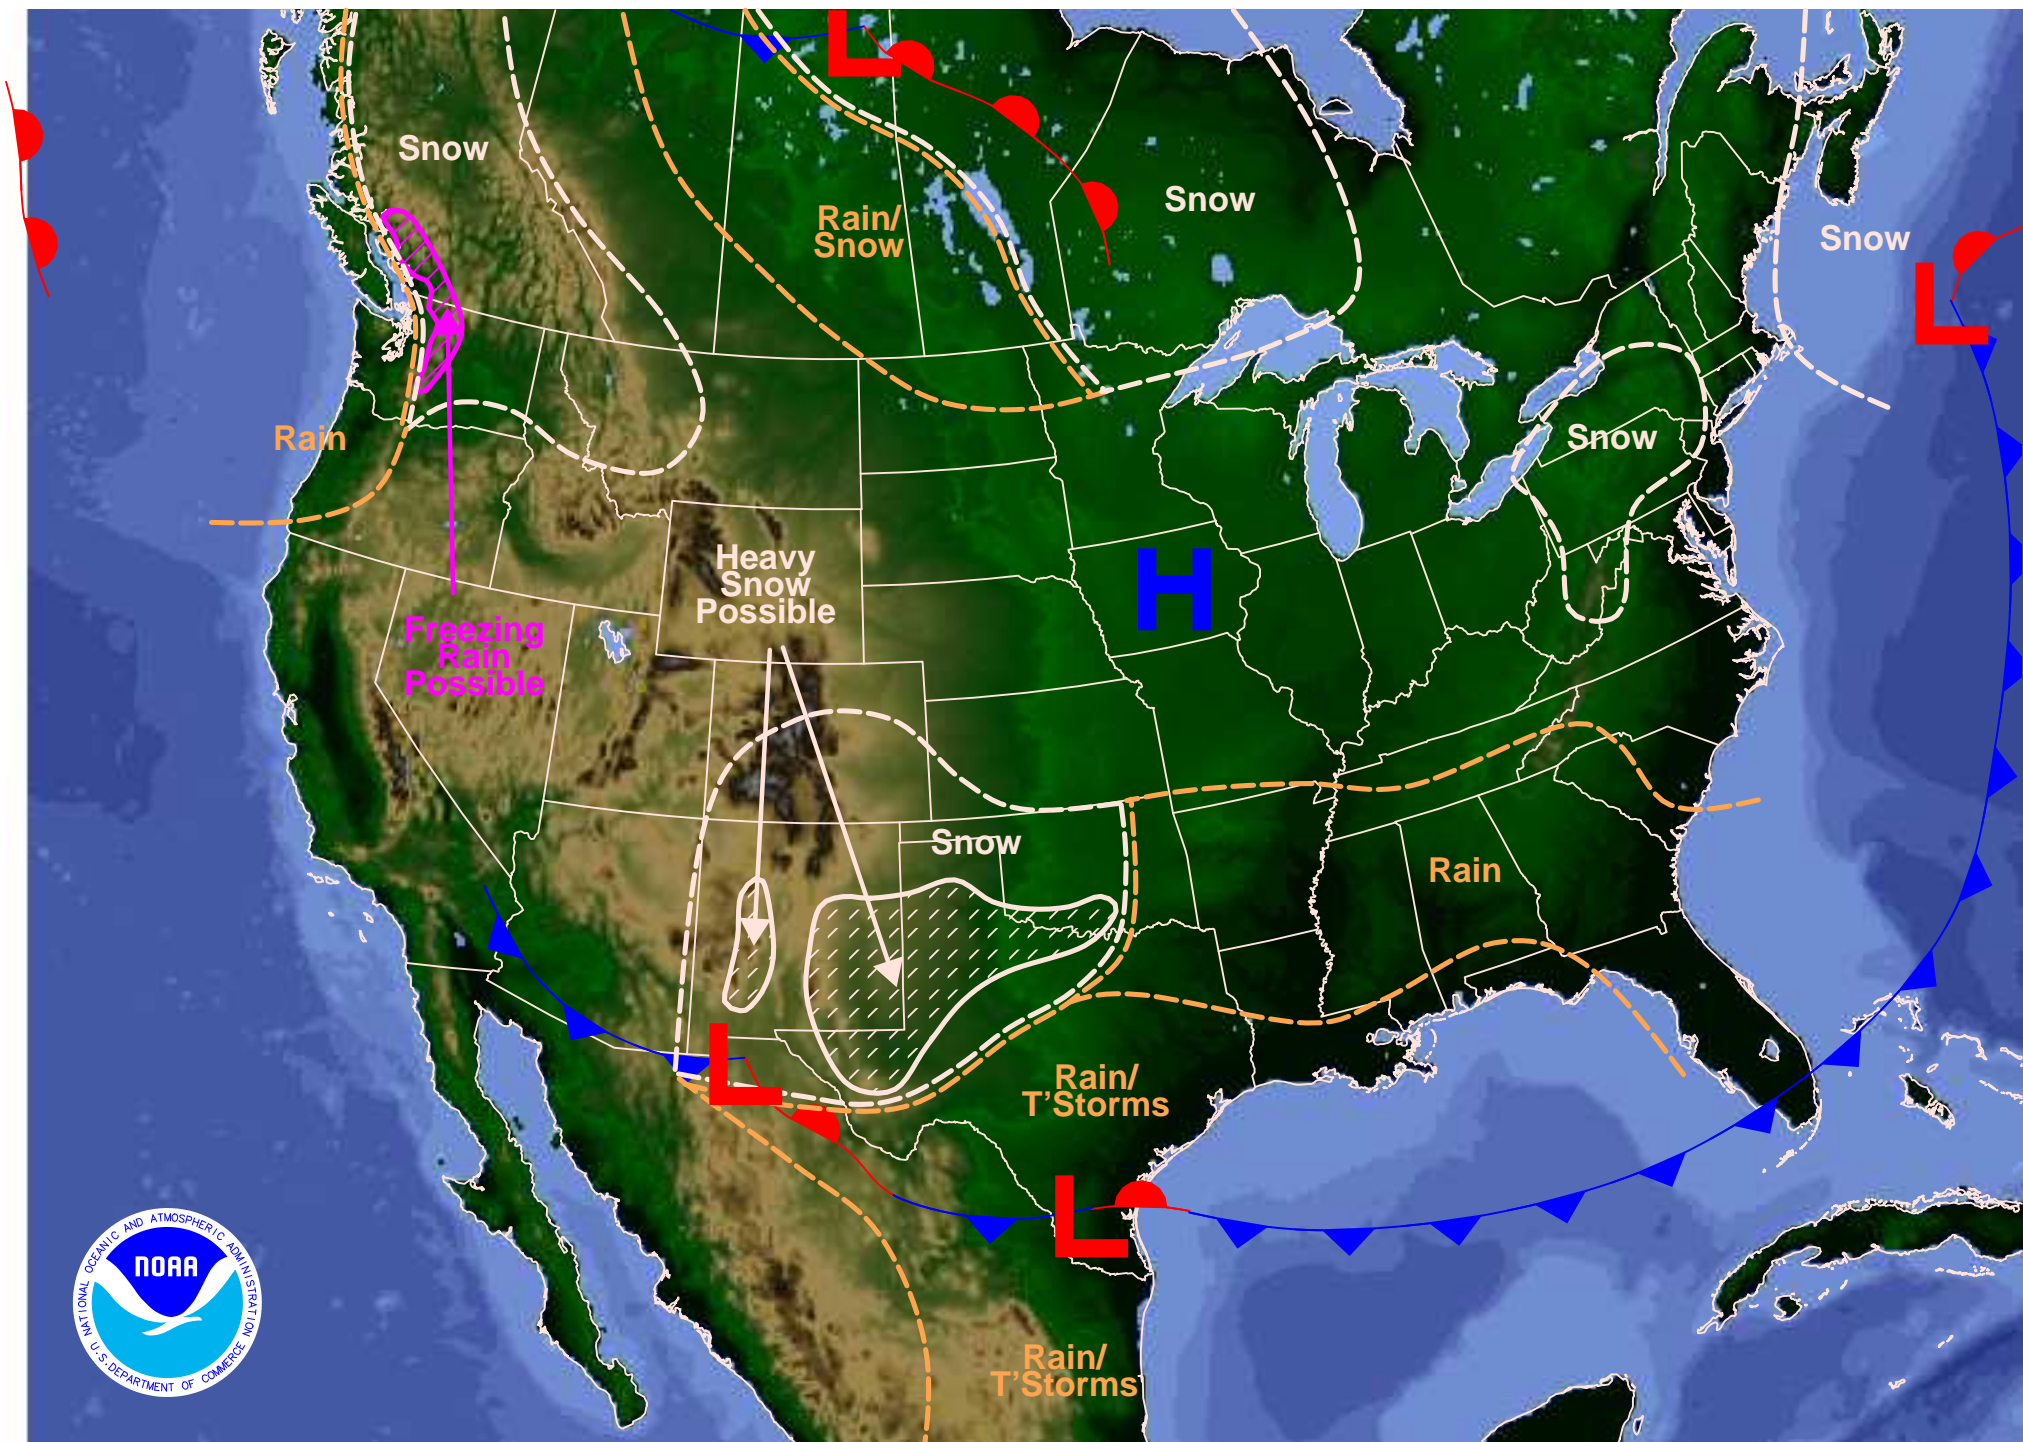 L
Snow
Snow
Rain/
Snow
Snow
L
Rain
Snow
Heavy
Snow
Possible
H
Freezing
Rain
Possible
Snow
Rain
L
Rain/
T'Storms
L
NATIONAL OCEANIC AND ATMOSPHERIC ADMINISTRATION
NOAA
U.S. DEPARTMENT OF COMMERCE
Rain/
T'Storms